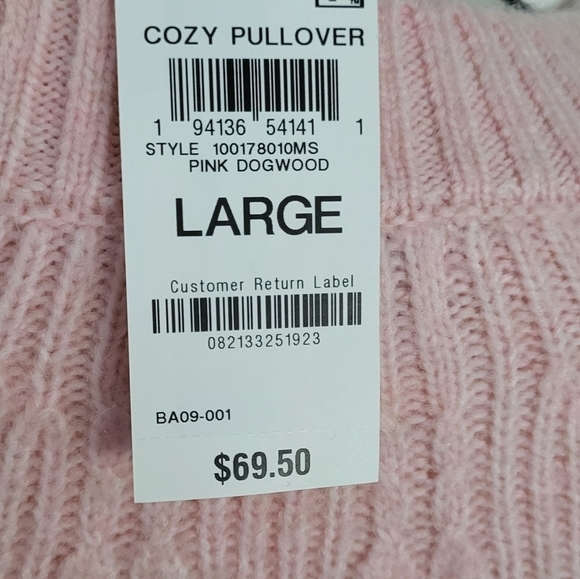 COZY PULLOVER
1 94136 54141 1
STYLE 100178010MS
PINK DOGWOOD
LARGE
Customer Return Label
082133251923
BA09-001
$69.50